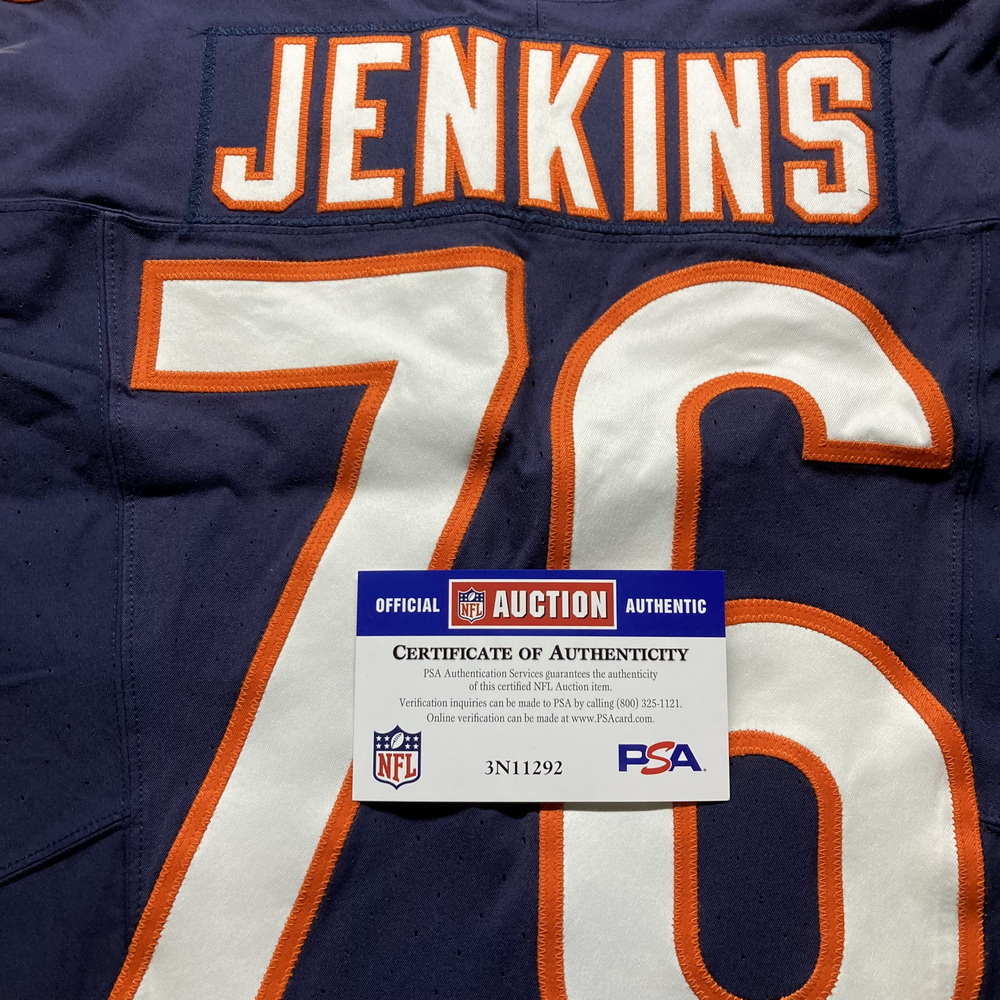 JENKINS
76
OFFICIAL NFL AUCTION AUTHENTIC
CERTIFICATE OF AUTHENTICITY
PSA Authentication Services guarantees the authenticity
of this certified NFL Auction item.
Verification inquiries can be made to PSA by calling (800) 325-1121.
Online verification can be made at www.PSAcard.com.
NFL
3N11292
PSA